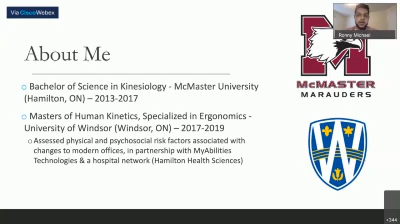 Via Cisco Webex
Ronny Michael
About Me
McMASTER
MARAUDERS
Bachelor of Science in Kinesiology - McMaster University
(Hamilton, ON) – 2013-2017
Masters of Human Kinetics, Specialized in Ergonomics -
University of Windsor (Windsor, ON) – 2017-2019
Assessed physical and psychosocial risk factors associated with
changes to modern offices, in partnership with MyAbilities
Technologies & a hospital network (Hamilton Health Sciences)
+344